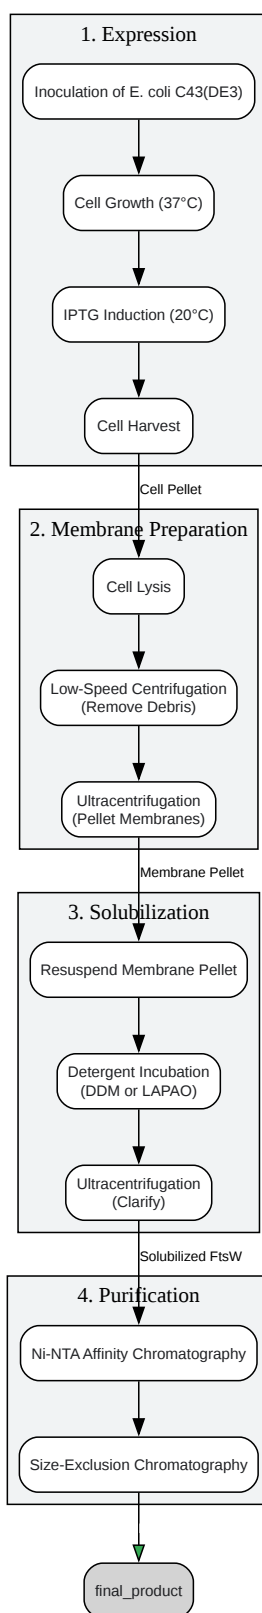 1. Expression
Inoculation of E. coli C43(DE3)
Cell Growth (37°C)
IPTG Induction (20°C)
Cell Harvest
Cell Pellet
2. Membrane Preparation
Cell Lysis
Low-Speed Centrifugation
(Remove Debris)
Ultracentrifugation
(Pellet Membranes)
Membrane Pellet
3. Solubilization
Resuspend Membrane Pellet
Detergent Incubation
(DDM or LAPAO)
Ultracentrifugation
(Clarify)
Solubilized FtsW
4. Purification
Ni-NTA Affinity Chromatography
Size-Exclusion Chromatography
final_product